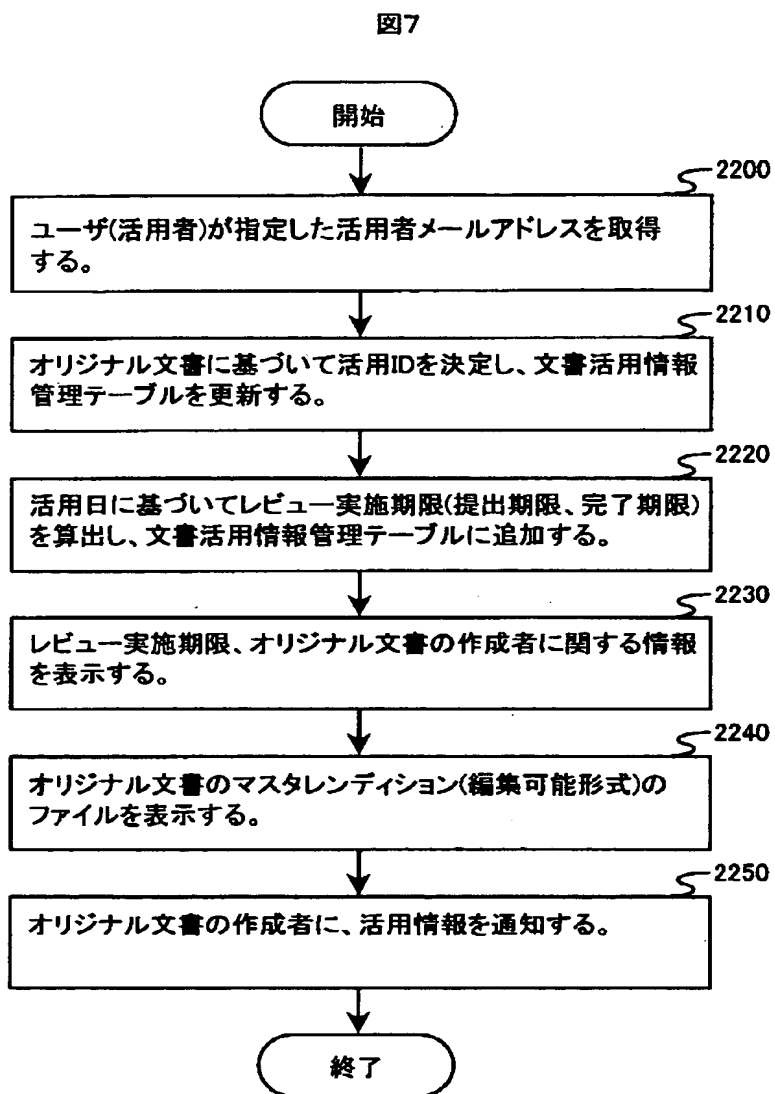 図7
開始
2200
ユーザ(活用者)が指定した活用者メールアドレスを取得
する。
2210
オリジナル文書に基づいて活用IDを決定し、文書活用情報
管理テーブルを更新する。
2220
活用日に基づいてレビュー実施期限(提出期限、完了期限)
を算出し、文書活用情報管理テーブルに追加する。
2230
レビュー実施期限、オリジナル文書の作成者に関する情報
を表示する。
2240
オリジナル文書のマスタレンディション(編集可能形式)の
ファイルを表示する。
2250
オリジナル文書の作成者に、活用情報を通知する。
終了